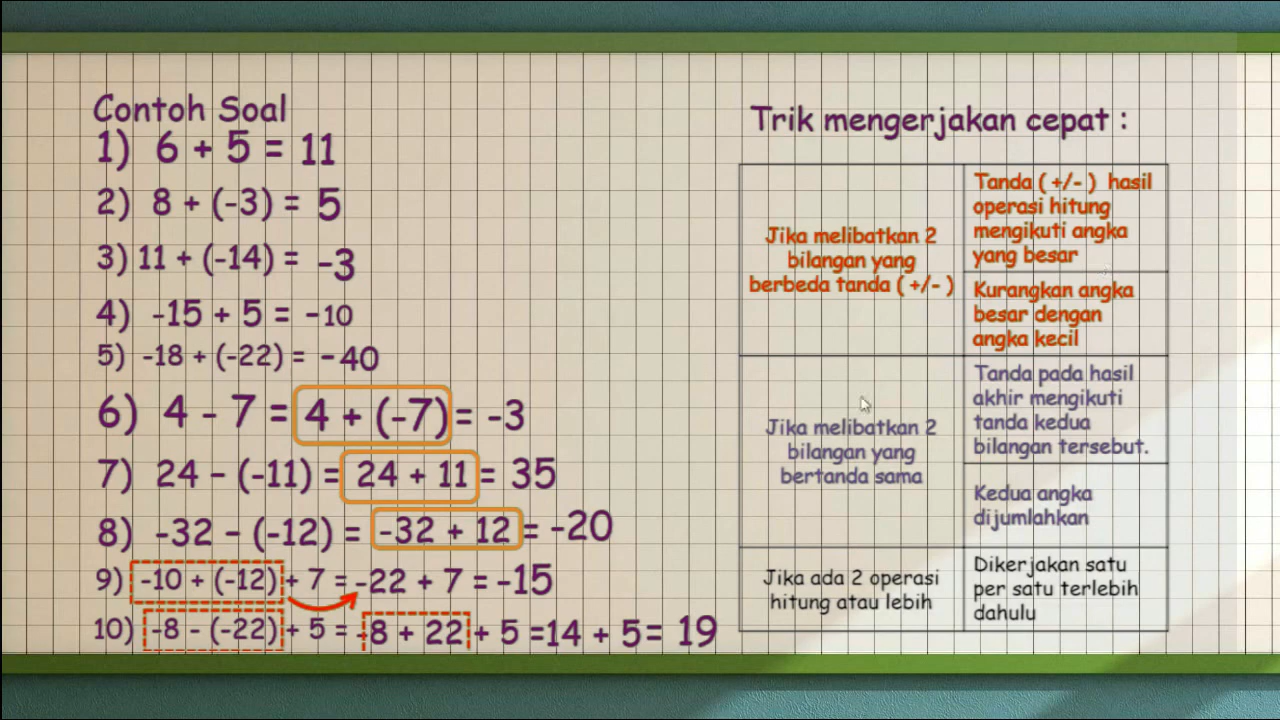 Contoh Soal
1) 6 + 5 = 11
2) 8 + (-3) = 5
3) 11 + (-14) = -3
4) -15 + 5 = -10
5) -18 + (-22) = -40
6) 4 - 7 = 4 + (-7) = -3
7) 24 - (-11) = 24 + 11 = 35
8) -32 - (-12) = -32 + 12 = -20
9) -10 + (-12) + 7 = -22 + 7 = -15
10) -8 - (-22) + 5 = -8 + 22 + 5 =14 + 5= 19
Trik mengerjakan cepat :
Jika melibatkan 2
bilangan yang
berbeda tanda ( +/- )
Tanda ( +/- ) hasil
operasi hitung
mengikuti angka
yang besar
Kurangkan angka
besar dengan
angka kecil
Jika melibatkan 2
bilangan yang
bertanda sama
Tanda pada hasil
akhir mengikuti
tanda kedua
bilangan tersebut.
Kedua angka
dijumlahkan
Jika ada 2 operasi
hitung atau lebih
Dikerjakan satu
per satu terlebih
dahulu